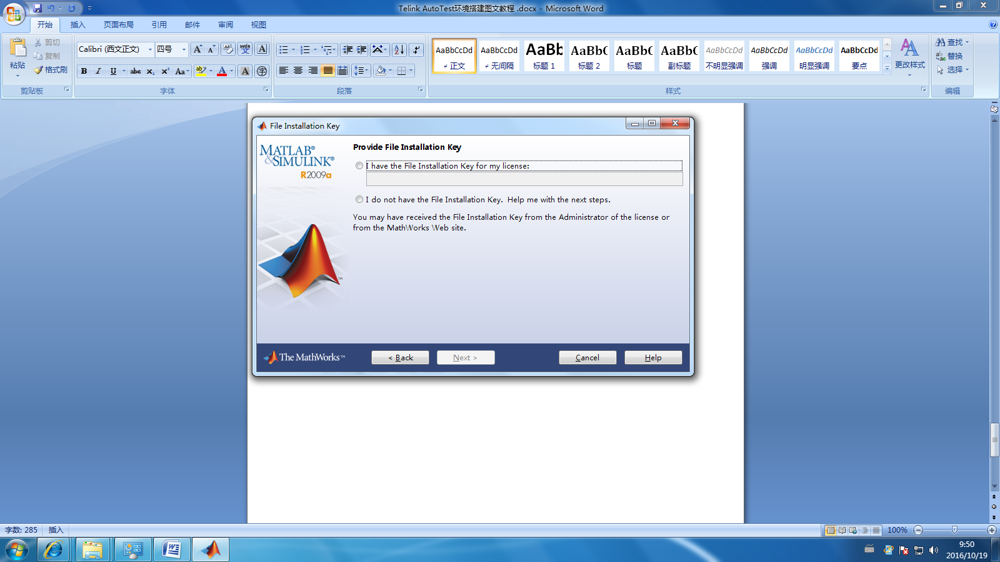 Telink AutoTest环境搭建图文教程 .docx - Microsoft Word
开始 插入 页面布局 引用 邮件 审阅 视图
粘贴
剪切
复制
格式刷
剪贴板
Calibri (西文正文) 四号
B I U abc x₂ x² Aa
字体
段落
AaBbCcDd AaBbCcDd AaBb AaBbC AaBbC AaBbC AaBbCcDd AaBbCcDd AaBbCcDd AaBbCcDd
正文 无间隔 标题 1 标题 2 标题 副标题 不明显强调 强调 明显强调 要点
更改样式
样式
查找
替换
选择
编辑
File Installation Key
MATLAB®
&SIMULINK®
R2009a
Provide File Installation Key
I have the File Installation Key for my license:
I do not have the File Installation Key. Help me with the next steps.
You may have received the File Installation Key from the Administrator of the license or
from the MathWorks Web site.
The MathWorks™
< Back Next > Cancel Help
字数: 285 插入
100%
9:50
2016/10/19